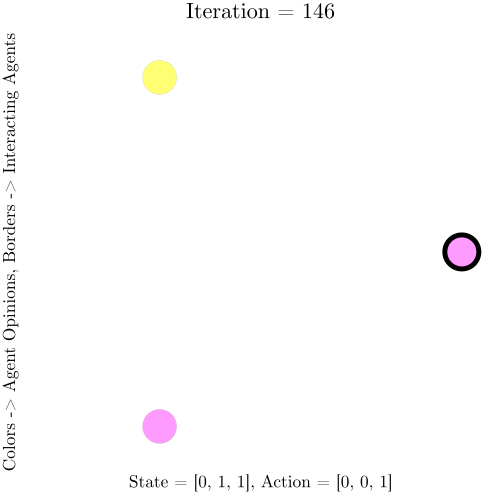 Iteration = 146
Colors -> Agent Opinions, Borders -> Interacting Agents
State = [0, 1, 1], Action = [0, 0, 1]